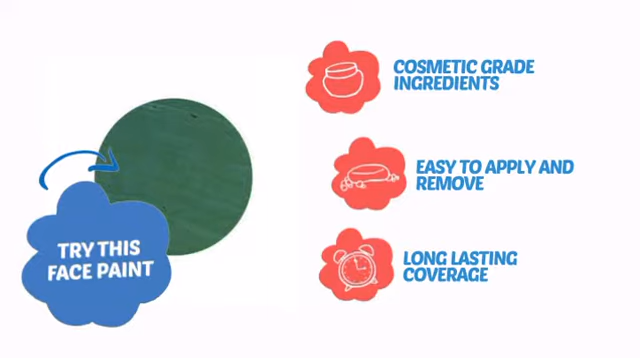 COSMETIC GRADE
INGREDIENTS
EASY TO APPLY AND
REMOVE
LONG LASTING
COVERAGE
TRY THIS
FACE PAINT